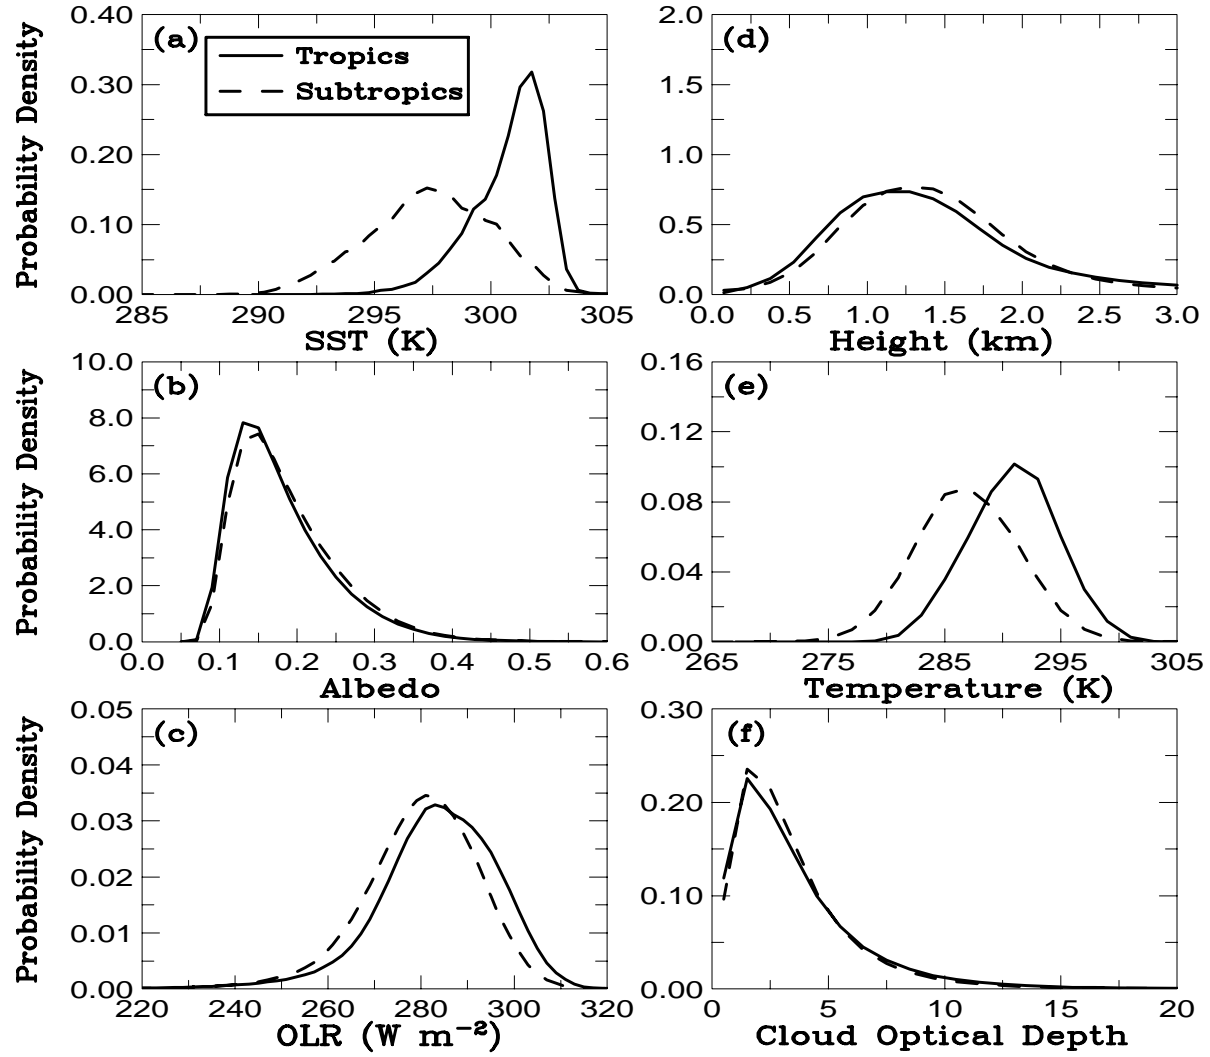 (a)
Tropics
Subtropics
Probability Density
0.40
0.30
0.20
0.10
0.00
285 290 295 300 305
SST (K)
(d)
2.0
1.5
1.0
0.5
0.0
0.0 0.5 1.0 1.5 2.0 2.5 3.0
Height (km)
(b)
Probability Density
10.0
8.0
6.0
4.0
2.0
0.0
0.0 0.1 0.2 0.3 0.4 0.5 0.6
Albedo
(e)
0.16
0.12
0.08
0.04
0.00
265 275 285 295 305
Temperature (K)
(c)
Probability Density
0.05
0.04
0.03
0.02
0.01
0.00
220 240 260 280 300 320
OLR (W m⁻²)
(f)
0.30
0.20
0.10
0.00
0 5 10 15 20
Cloud Optical Depth